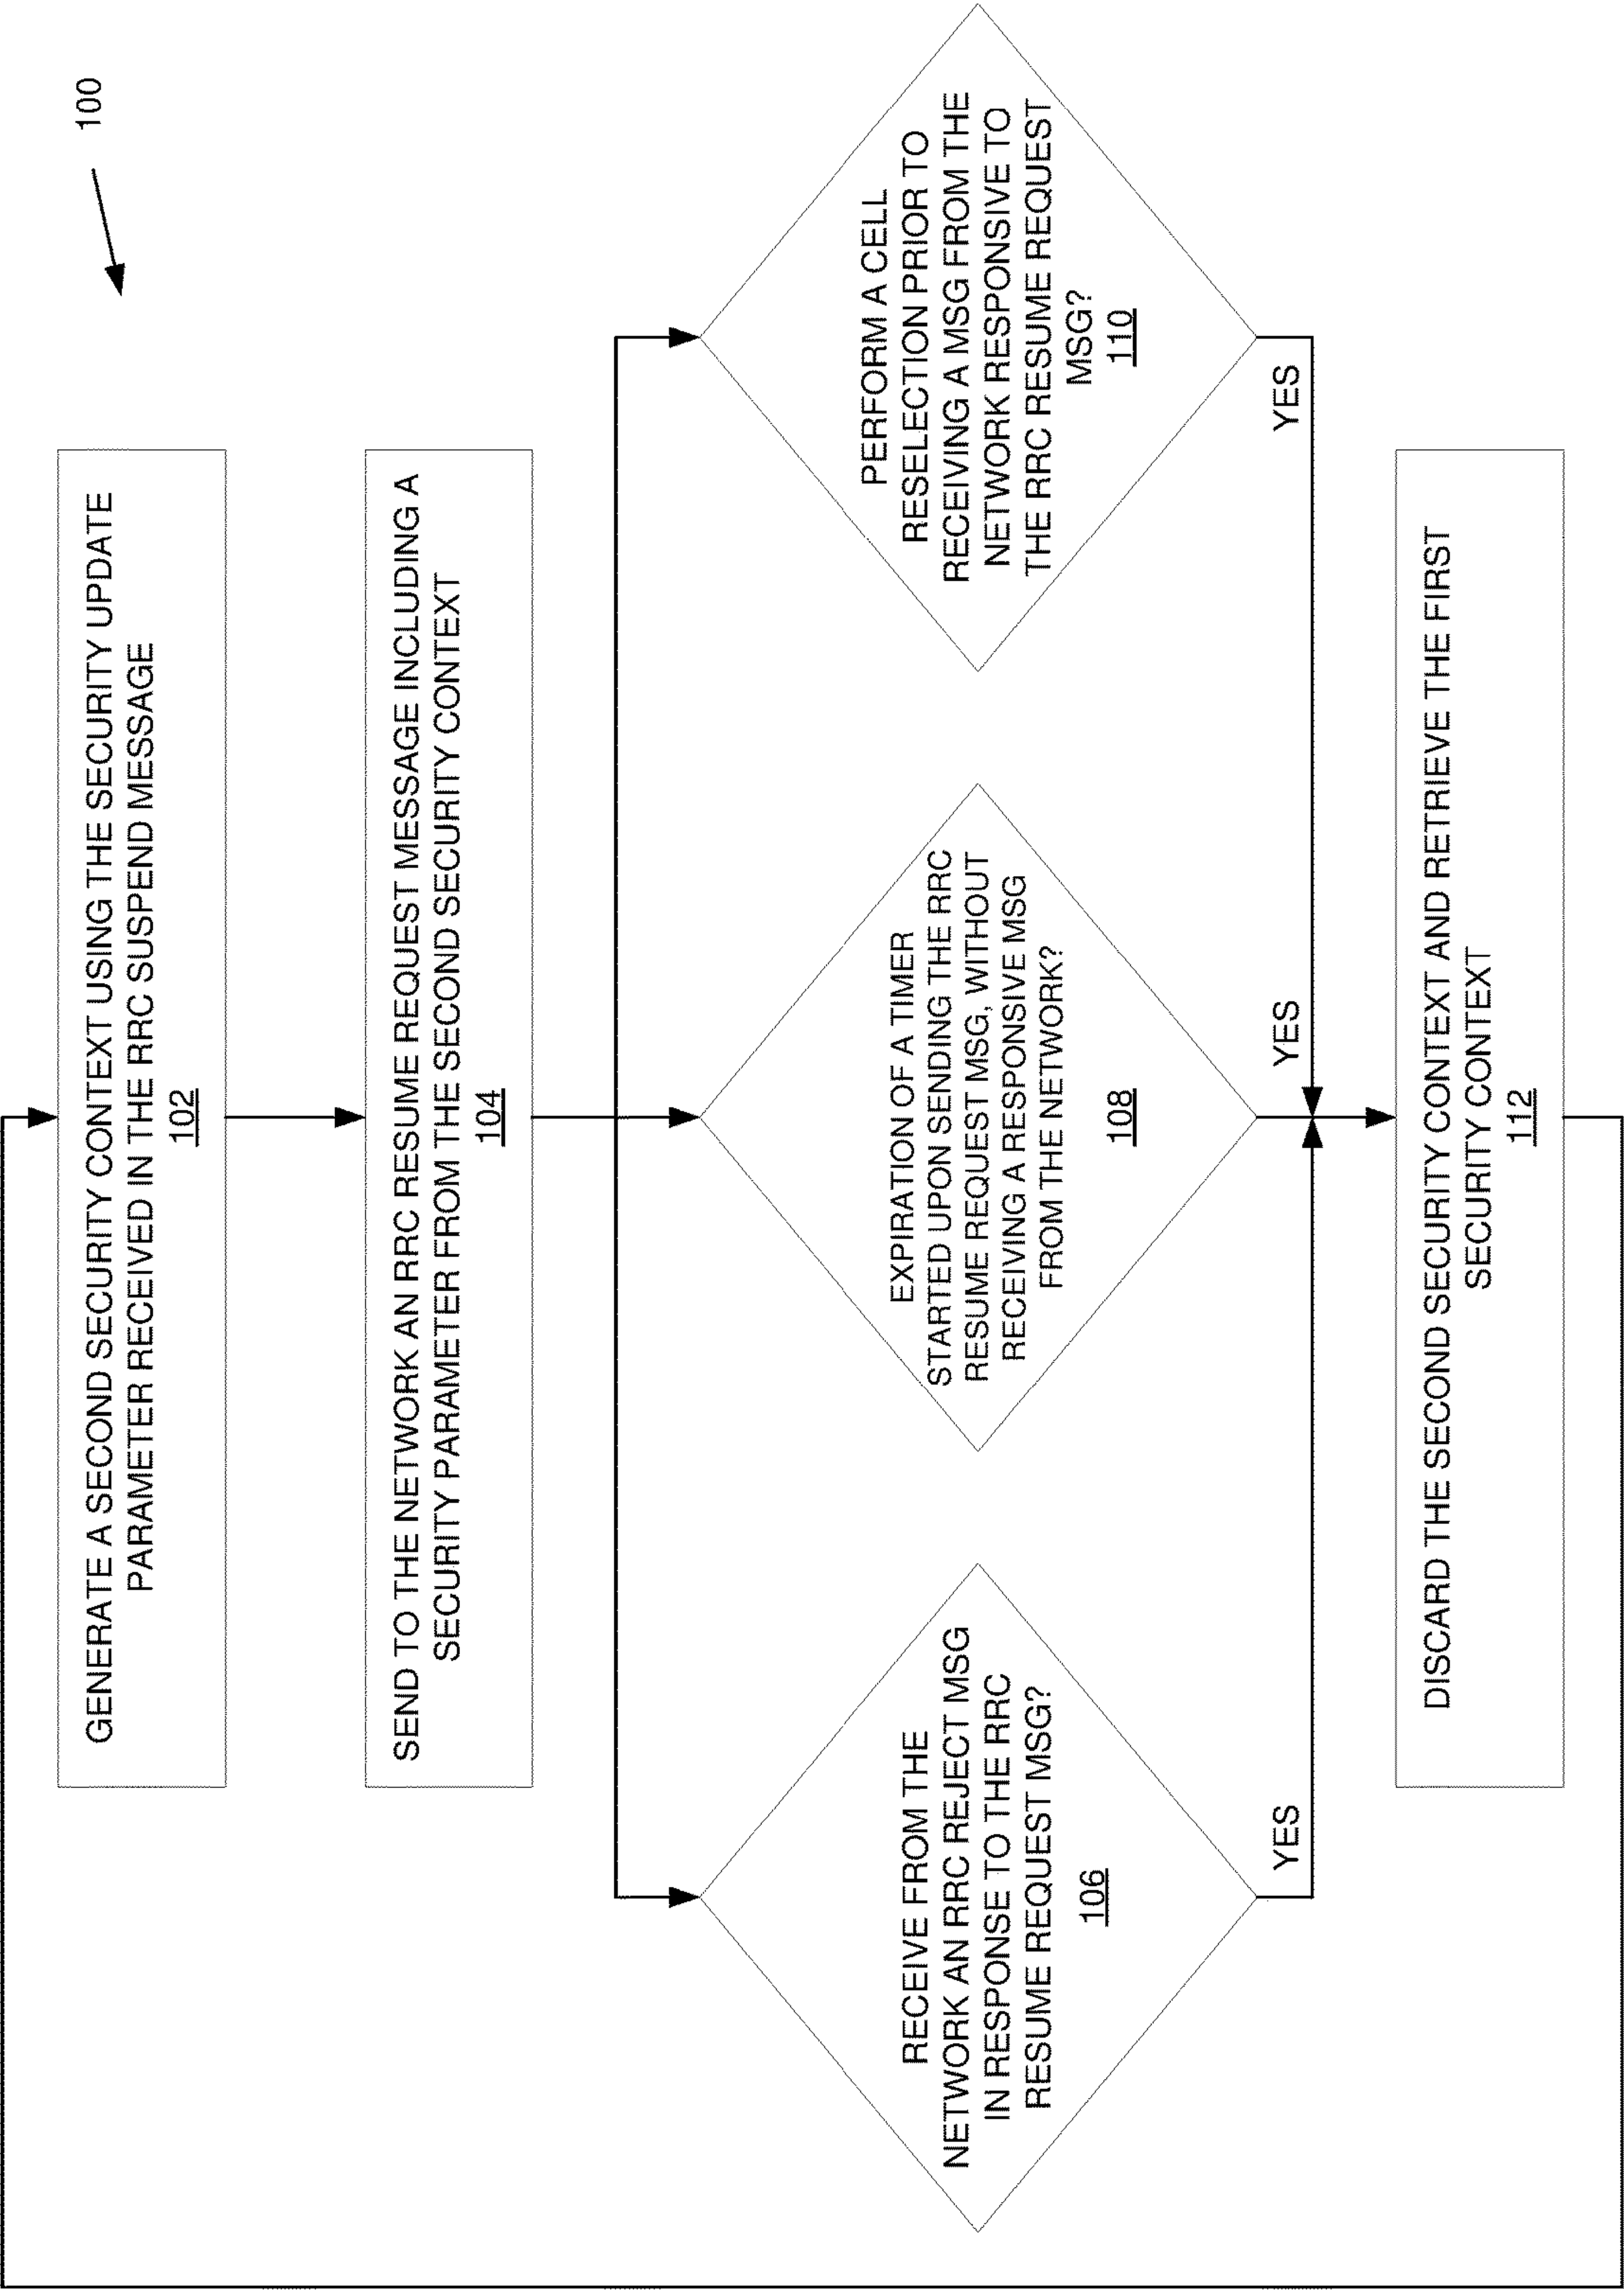 100
GENERATE A SECOND SECURITY CONTEXT USING THE SECURITY UPDATE
PARAMETER RECEIVED IN THE RRC SUSPEND MESSAGE
102
SEND TO THE NETWORK AN RRC RESUME REQUEST MESSAGE INCLUDING A
SECURITY PARAMETER FROM THE SECOND SECURITY CONTEXT
104
RECEIVE FROM THE
NETWORK AN RRC REJECT MSG
IN RESPONSE TO THE RRC
RESUME REQUEST MSG?
106
YES
EXPIRATION OF A TIMER
STARTED UPON SENDING THE RRC
RESUME REQUEST MSG, WITHOUT
RECEIVING A RESPONSIVE MSG
FROM THE NETWORK?
108
YES
PERFORM A CELL
RESELECTION PRIOR TO
RECEIVING A MSG FROM THE
NETWORK RESPONSIVE TO
THE RRC RESUME REQUEST
MSG?
110
YES
DISCARD THE SECOND SECURITY CONTEXT AND RETRIEVE THE FIRST
SECURITY CONTEXT
112